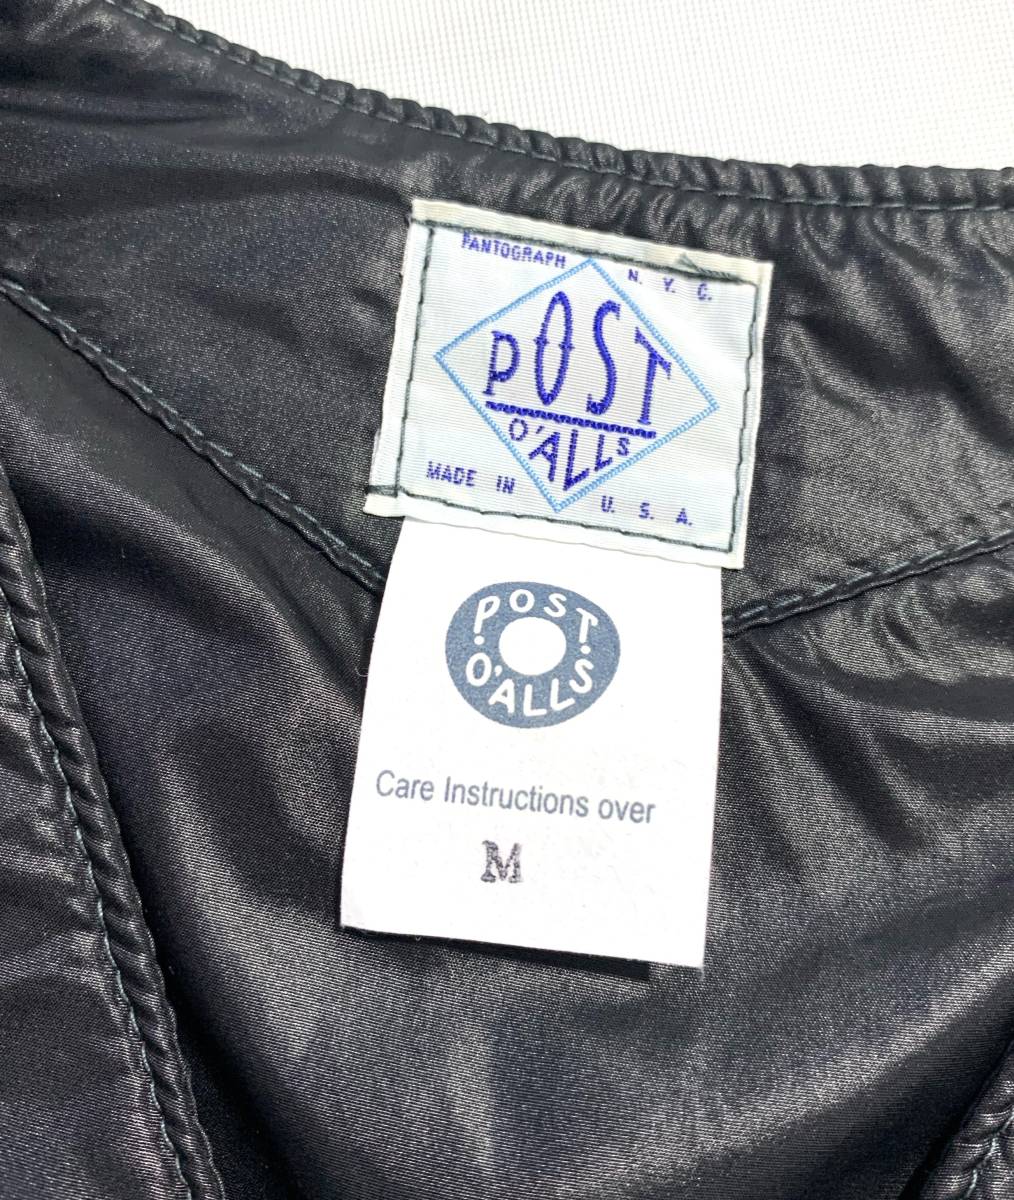 PANTOGRAPH N. Y. C.
POST
O'ALLS
MADE IN U. S. A.
POST
O'ALLS
Care Instructions over
M